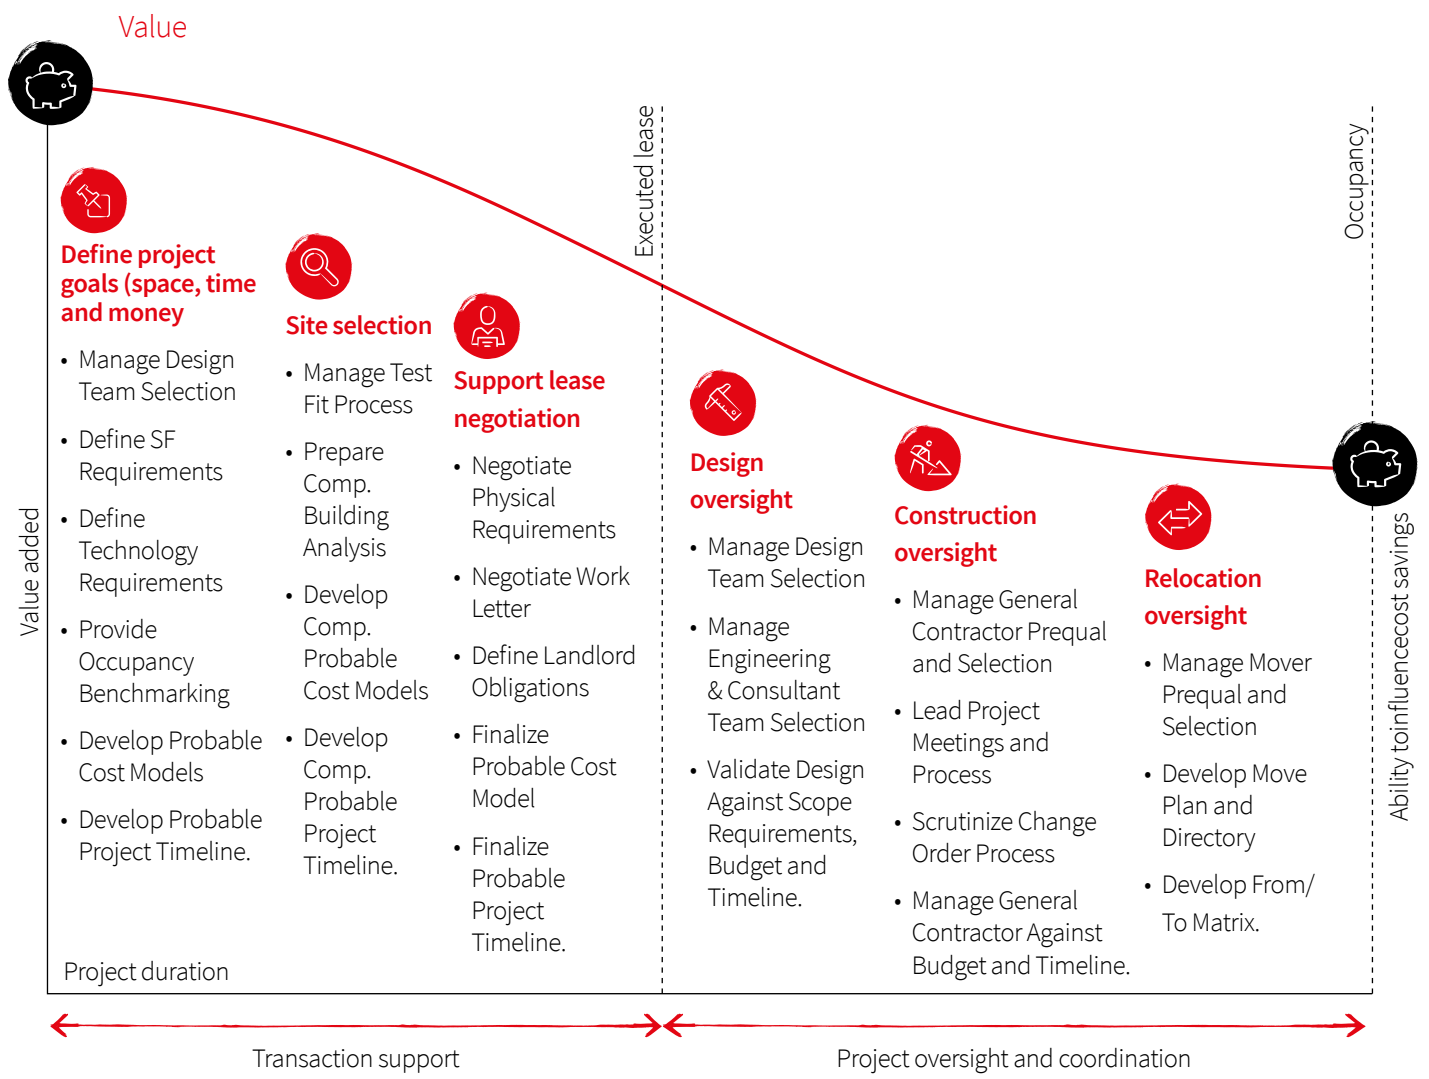 Value
Executed lease
Occupancy
Value added
Define project
goals (space, time
and money
• Manage Design
Team Selection
• Define SF
Requirements
• Define
Technology
Requirements
• Provide
Occupancy
Benchmarking
• Develop Probable
Cost Models
• Develop Probable
Project Timeline.
Site selection
• Manage Test
Fit Process
• Prepare
Comp.
Building
Analysis
• Develop
Comp.
Probable
Cost Models
• Develop
Comp.
Probable
Project
Timeline.
Support lease
negotiation
• Negotiate
Physical
Requirements
• Negotiate Work
Letter
• Define Landlord
Obligations
• Finalize
Probable Cost
Model
• Finalize
Probable
Project
Timeline.
Design
oversight
• Manage Design
Team Selection
• Manage
Engineering
& Consultant
Team Selection
• Validate Design
Against Scope
Requirements,
Budget and
Timeline.
Construction
oversight
• Manage General
Contractor Prequal
and Selection
• Lead Project
Meetings and
Process
• Scrutinize Change
Order Process
• Manage General
Contractor Against
Budget and Timeline.
Relocation
oversight
• Manage Mover
Prequal and
Selection
• Develop Move
Plan and
Directory
• Develop From/
To Matrix.
Ability toinfluencecost savings
Project duration
Transaction support
Project oversight and coordination